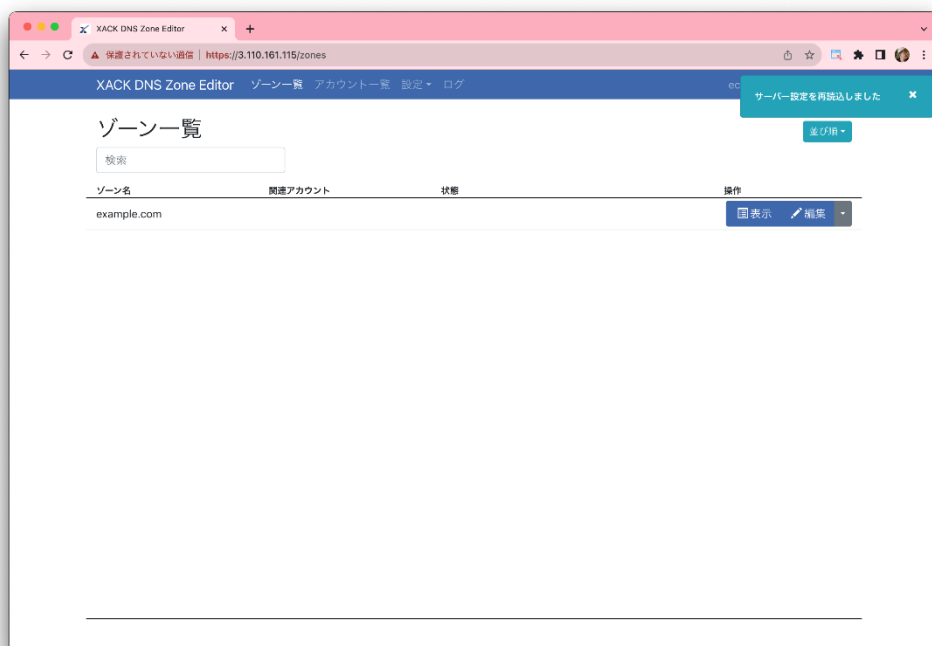 XACK DNS Zone Editor
保護されていない通信 | https://3.110.161.115/zones
XACK DNS Zone Editor ゾーン一覧 アカウント一覧 設定 ログ
サーバー設定を再読込しました
ゾーン一覧
並び順
検索
ゾーン名 関連アカウント 状態 操作
example.com 表示 編集